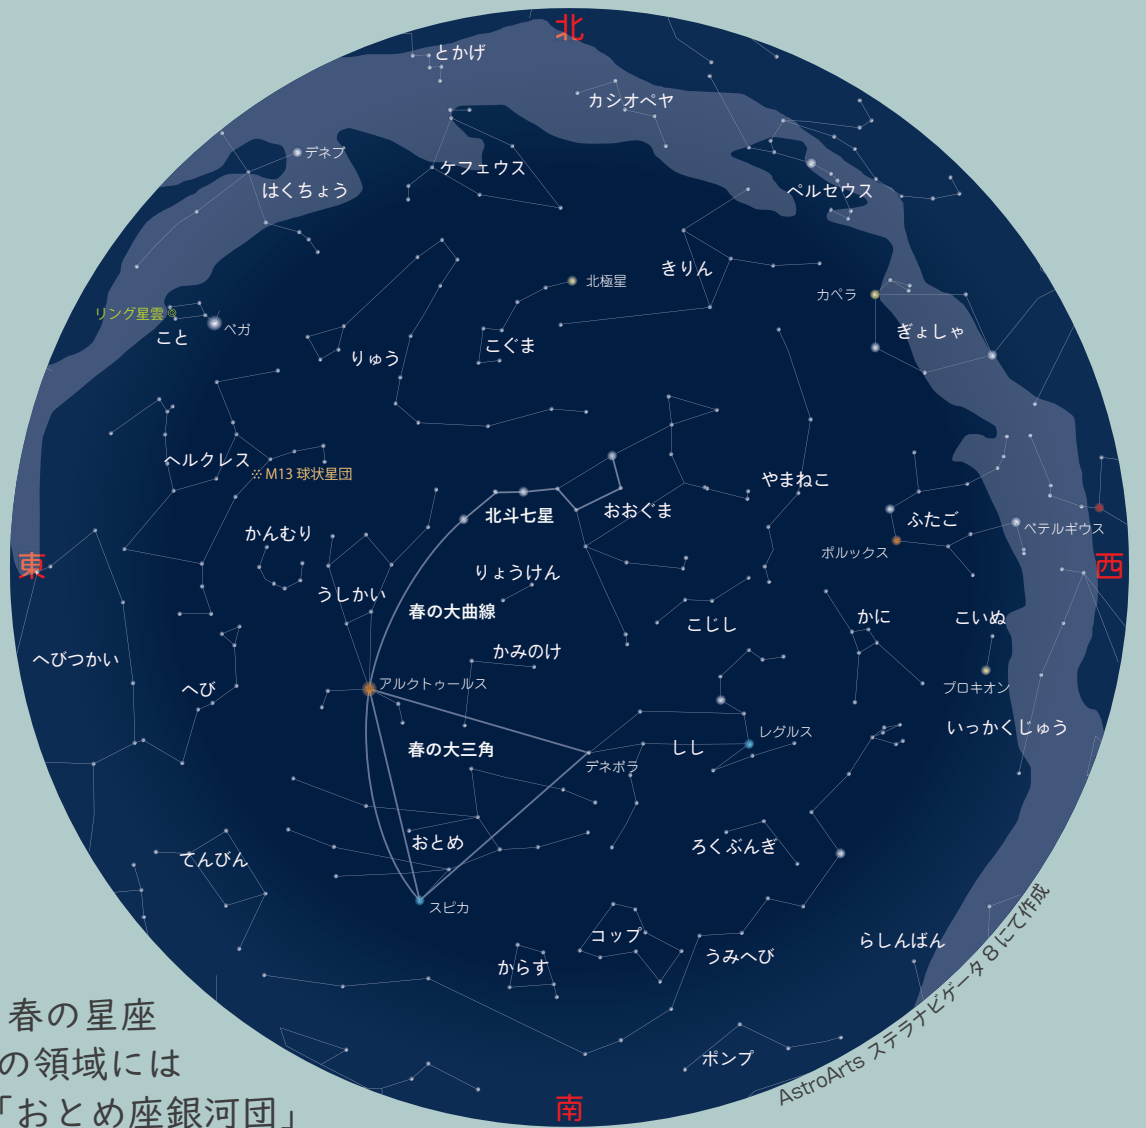 北
とかげ
カシオペヤ
デネブ
ケフェウス
はくちょう
ペルセウス
きりん
北極星
カペラ
リング星雲
ベガ
こと
ぎょしゃ
りゅう
こぐま
ヘルクレス
M13 球状星団
やまねこ
北斗七星
おおぐま
ふたご
ベテルギウス
かんむり
ポルックス
東
西
りょうけん
うしかい
春の大曲線
かに
こいぬ
こじし
へびつかい
かみのけ
へび
アルクトゥールス
プロキオン
いっかくじゅう
レグルス
春の大三角
しし
デネボラ
おとめ
ろくぶんぎ
てんびん
スピカ
コップ
らしんばん
うみへび
からす
ポンプ
AstroArts ステラナビゲータ 8 にて作成
南
春の星座
の領域には
「おとめ座銀河団」